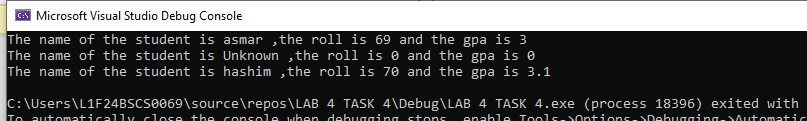 Microsoft Visual Studio Debug Console
The name of the student is asmar ,the roll is 69 and the gpa is 3
The name of the student is Unknown ,the roll is 0 and the gpa is 0
The name of the student is hashim ,the roll is 70 and the gpa is 3.1
C:\Users\L1F24BSCS0069\source\repos\LAB 4 TASK 4\Debug\LAB 4 TASK 4.exe (process 18396) exited with
To automatically close the console when debugging stops, enable Tools->Options->Debugging->Automatic